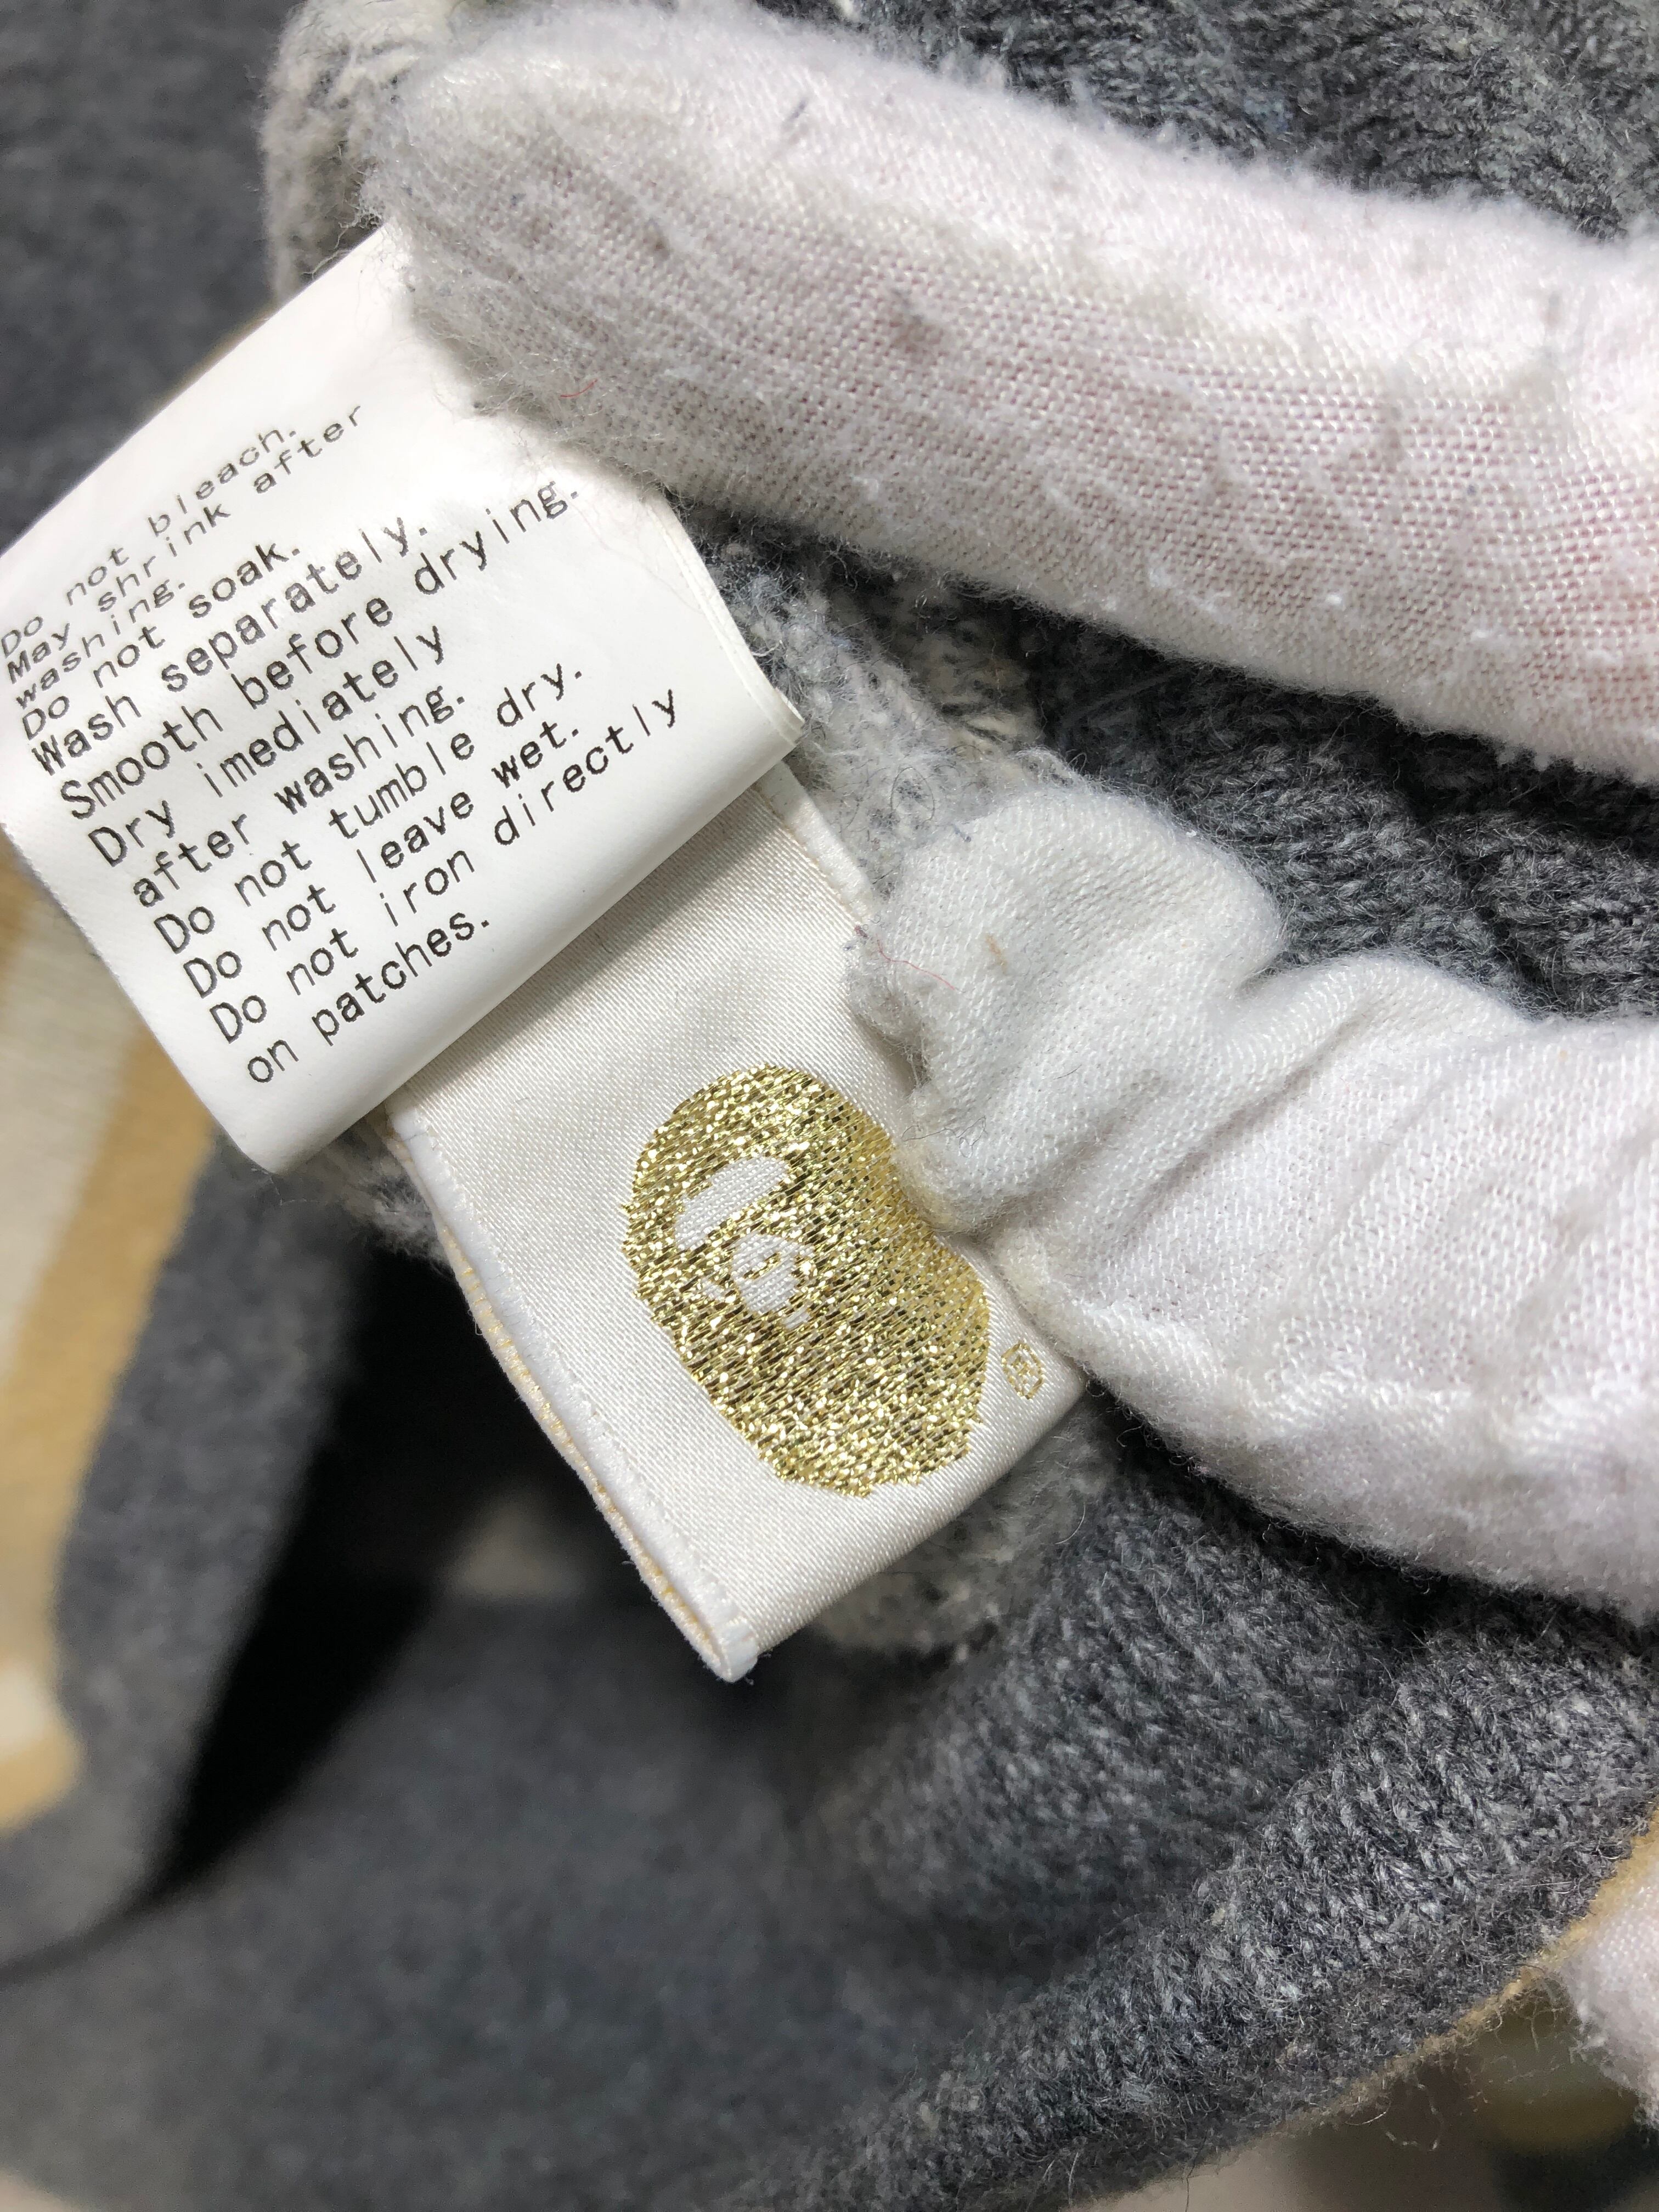 Do not bleach.
May shrink after
washing.
Do not soak.
Wash separately.
Smooth before drying.
Dry imediately
after washing.
Do not tumble dry.
Do not leave wet.
Do not iron directly
on patches.
®